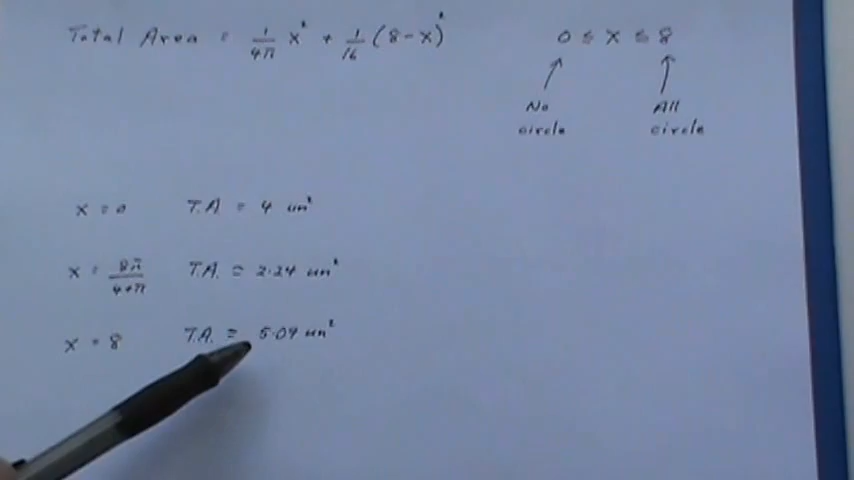 Total Area = 1/4π x² + 1/16 (8-x)²
0 ≤ x ≤ 8
No circle
All circle
x = 0 T.A. = 4 un²
x = 8π/4+π T.A. ≈ 2.24 un²
x = 8 T.A. ≈ 5.09 un²